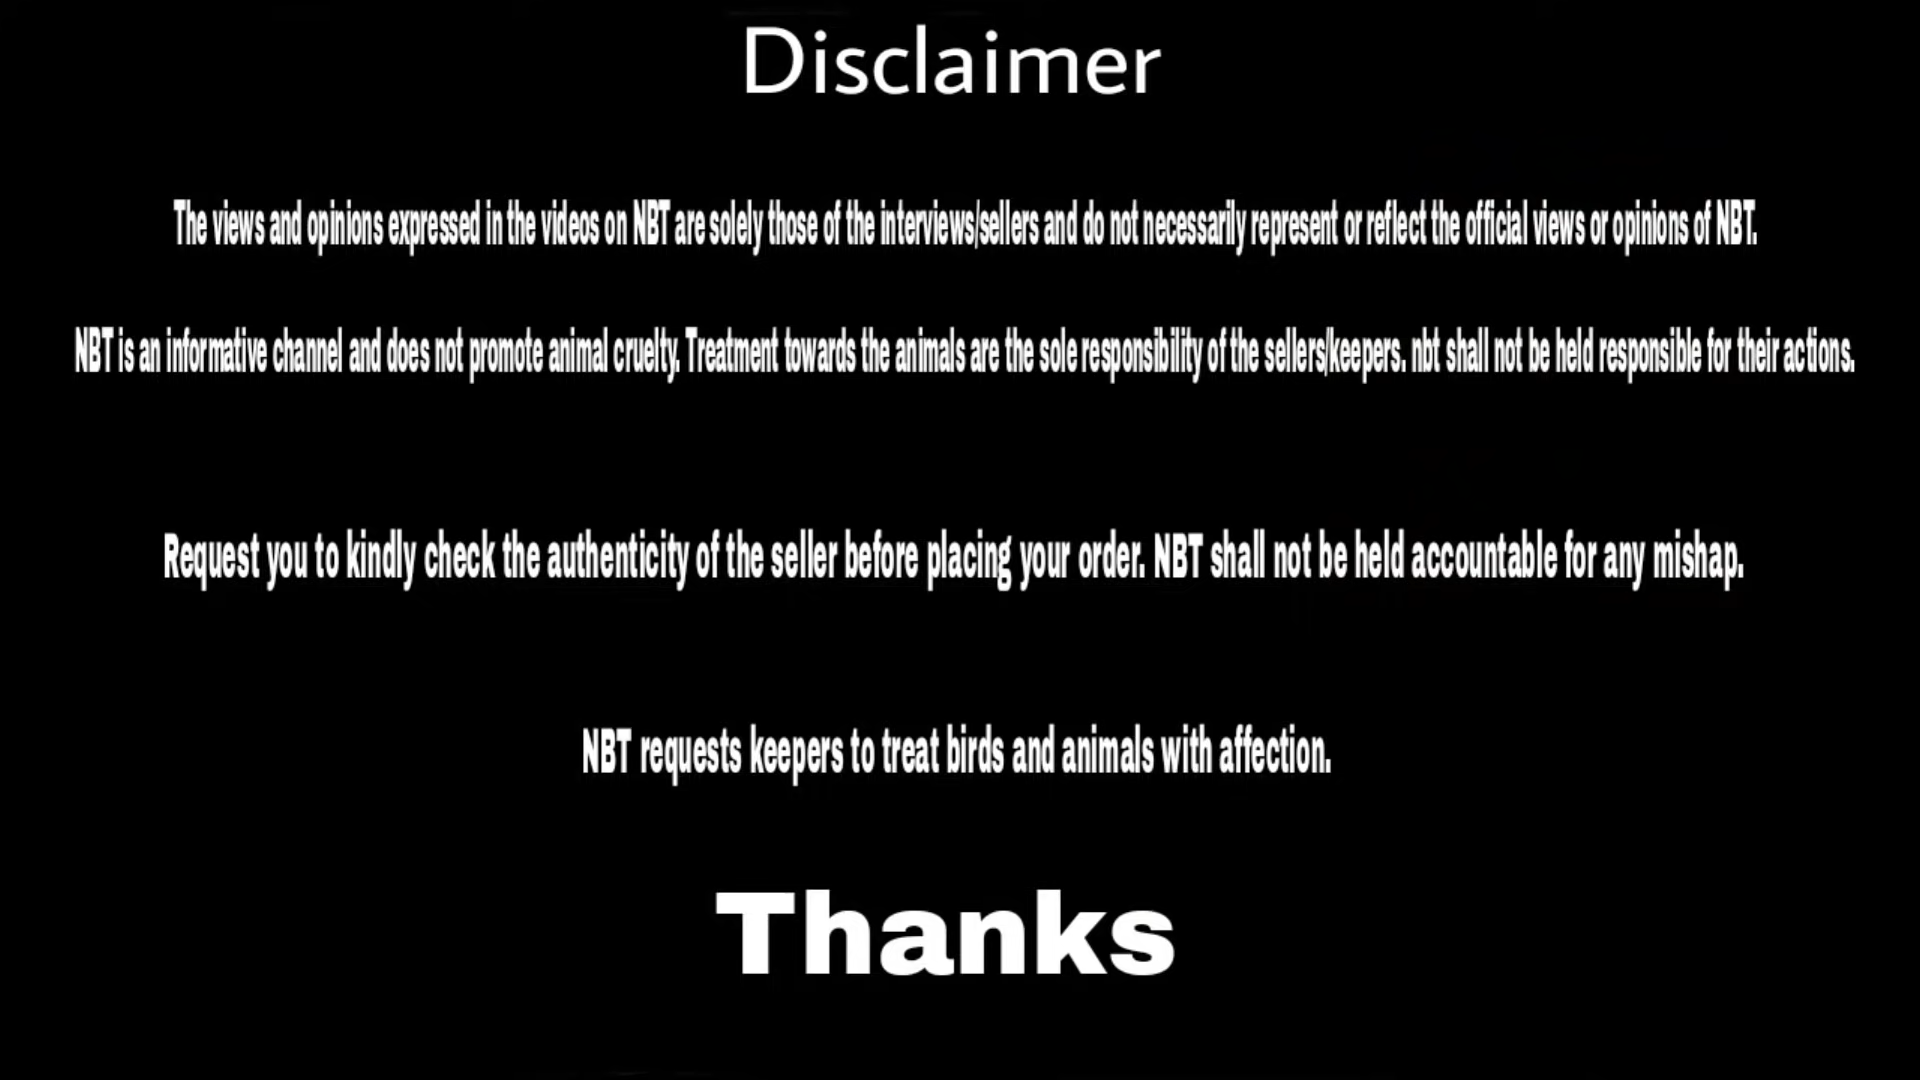 Disclaimer
The views and opinions expressed in the videos on NBT are solely those of the interviews/sellers and do not necessarily represent or reflect the official views or opinions of NBT.
NBT is an informative channel and does not promote animal cruelty. Treatment towards the animals are the sole responsibility of the sellers/keepers. nbt shall not be held responsible for their actions.
Request you to kindly check the authenticity of the seller before placing your order. NBT shall not be held accountable for any mishap.
NBT requests keepers to treat birds and animals with affection.
Thanks